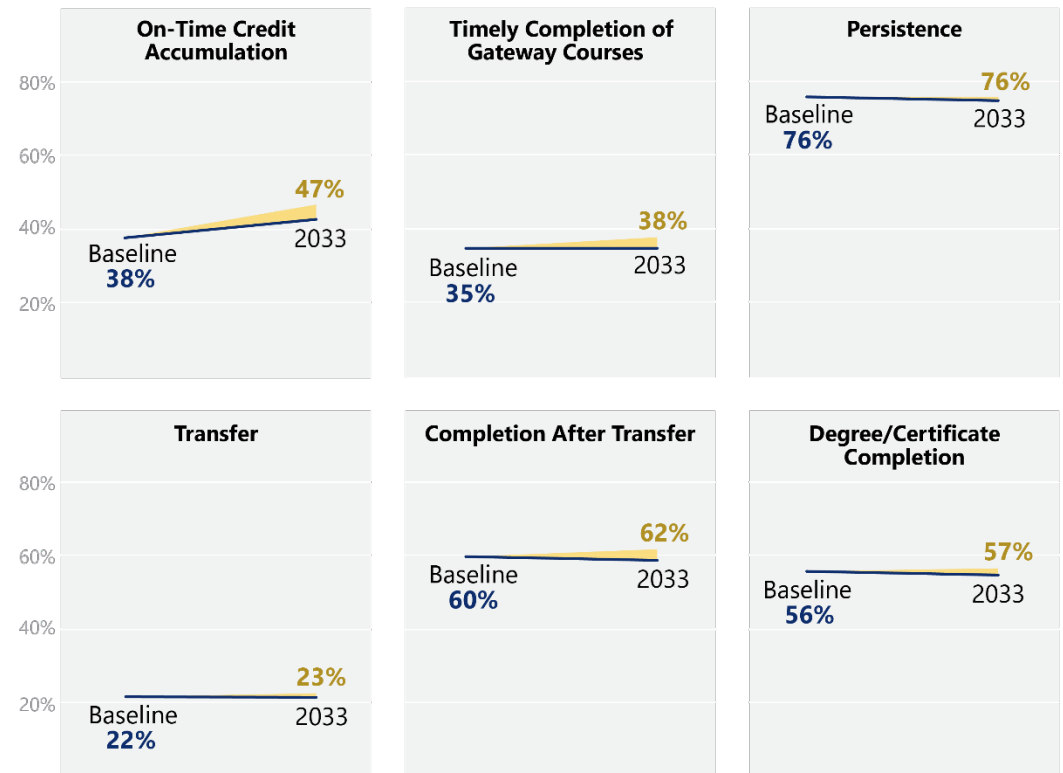 On-Time Credit
Accumulation
80%
60%
40%
20%
47%
Baseline
38%
2033
Timely Completion of
Gateway Courses
38%
Baseline
35%
2033
Persistence
76%
Baseline
76%
2033
Transfer
80%
60%
40%
20%
23%
Baseline
22%
2033
Completion After Transfer
62%
Baseline
60%
2033
Degree/Certificate
Completion
57%
Baseline
56%
2033